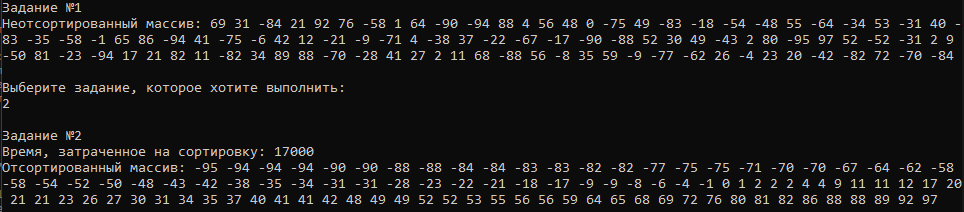 Задание №1
Неотсортированный массив: 69 31 -84 21 92 76 -58 1 64 -90 -94 88 4 56 48 0 -75 49 -83 -18 -54 -48 55 -64 -34 53 -31 40 -
83 -35 -58 -1 65 86 -94 41 -75 -6 42 12 -21 -9 -71 4 -38 37 -22 -67 -17 -90 -88 52 30 49 -43 2 80 -95 97 52 -52 -31 2 9
-50 81 -23 -94 17 21 82 11 -82 34 89 88 -70 -28 41 27 2 11 68 -88 56 -8 35 59 -9 -77 -62 26 -4 23 20 -42 -82 72 -70 -84
Выберите задание, которое хотите выполнить:
2
Задание №2
Время, затраченное на сортировку: 17000
Отсортированный массив: -95 -94 -94 -94 -90 -90 -88 -88 -84 -84 -83 -83 -82 -82 -77 -75 -75 -71 -70 -70 -67 -64 -62 -58
-58 -54 -52 -50 -48 -43 -42 -38 -35 -34 -31 -31 -28 -23 -22 -21 -18 -17 -9 -9 -8 -6 -4 -1 0 1 2 2 2 4 4 9 11 11 12 17 20
21 21 23 26 27 30 31 34 35 37 40 41 41 42 48 49 49 52 52 53 55 56 56 59 64 65 68 69 72 76 80 81 82 86 88 88 89 92 97